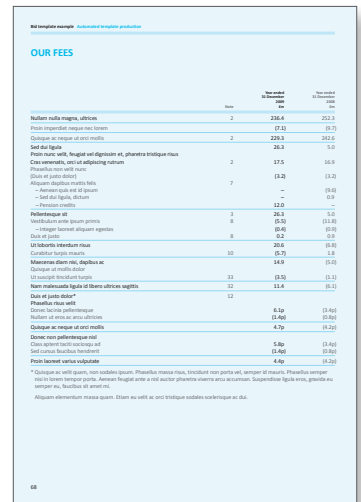 Bid template example Automated template production
OUR FEES
Year ended Year ended
31 December 31 December
2009 2008
Note £m £m
Nullam nulla magna, ultrices 2 236.4 252.3
Proin imperdiet neque nec lorem (7.1) (9.7)
Quisque ac neque ut orci mollis 2 229.3 242.6
Sed dui ligula 26.3 5.0
Proin nunc velit, feugiat vel dignissim et, pharetra tristique risus
Cras venenatis, orci ut adipiscing rutrum 2 17.5 16.9
Phasellus non velit nunc
(Duis et justo dolor) (3.2) (3.2)
Aliquam dapibus mattis felis 7
– Aenean quis est id ipsum – (9.8)
– Sed dui ligula, dictum – 0.9
– Pension credits 12.0 –
Pellentesque sit 3 26.3 5.0
Vestibulum ante ipsum primis 8 (5.5) (11.8)
– Integer laoreet aliquam egestas (0.4) (0.9)
Duis et justo 8 0.2 0.9
Ut lobortis interdum risus 20.6 (6.8)
Curabitur turpis mauris 10 (5.7) 1.8
Maecenas diam nisi, dapibus ac 14.9 (5.0)
Quisque ut mollis dolor
Ut suscipit tincidunt turpis 33 (3.5) (1.1)
Nam malesuada ligula id libero ultrices sagittis 32 11.4 (6.1)
Duis et justo dolor* 12
Phasellus risus velit
Donec lacinia pellentesque 6.1p (3.4p)
Nullam ut eros ac arcu ultricies (1.4p) (0.8p)
Quisque ac neque ut orci mollis 4.7p (4.2p)
Donec non pellentesque nisl
Class aptent taciti sociosqu ad 5.8p (3.4p)
Sed cursus faucibus hendrerit (1.4p) (0.8p)
Proin laoreet varius vulputate 4.4p (4.2p)
* Quisque ac velit quam, non sodales ipsum. Phasellus massa risus, tincidunt non porta vel, semper id mauris. Phasellus semper
nisi in lorem tempor porta. Aenean feugiat ante a nisl auctor pharetra viverra arcu accumsan. Suspendisse ligula eros, gravida eu
semper eu, faucibus sit amet mi.
Aliquam elementum massa quam. Etiam eu velit ac orci tristique sodales scelerisque ac dui.
68